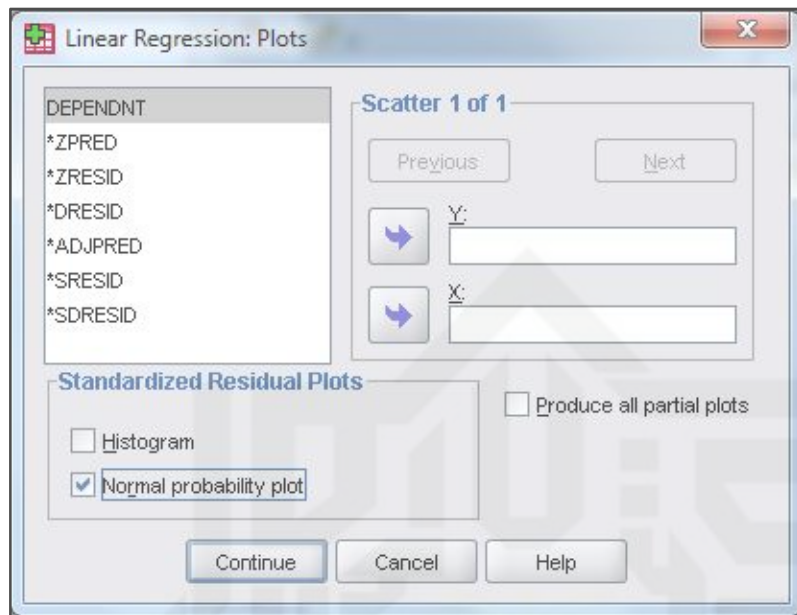 Linear Regression: Plots
DEPENDNT
*ZPRED
*ZRESID
*DRESID
*ADJPRED
*SRESID
*SDRESID
Scatter 1 of 1
Previous
Next
Y:
X:
Standardized Residual Plots
Histogram
Normal probability plot
Produce all partial plots
Continue
Cancel
Help